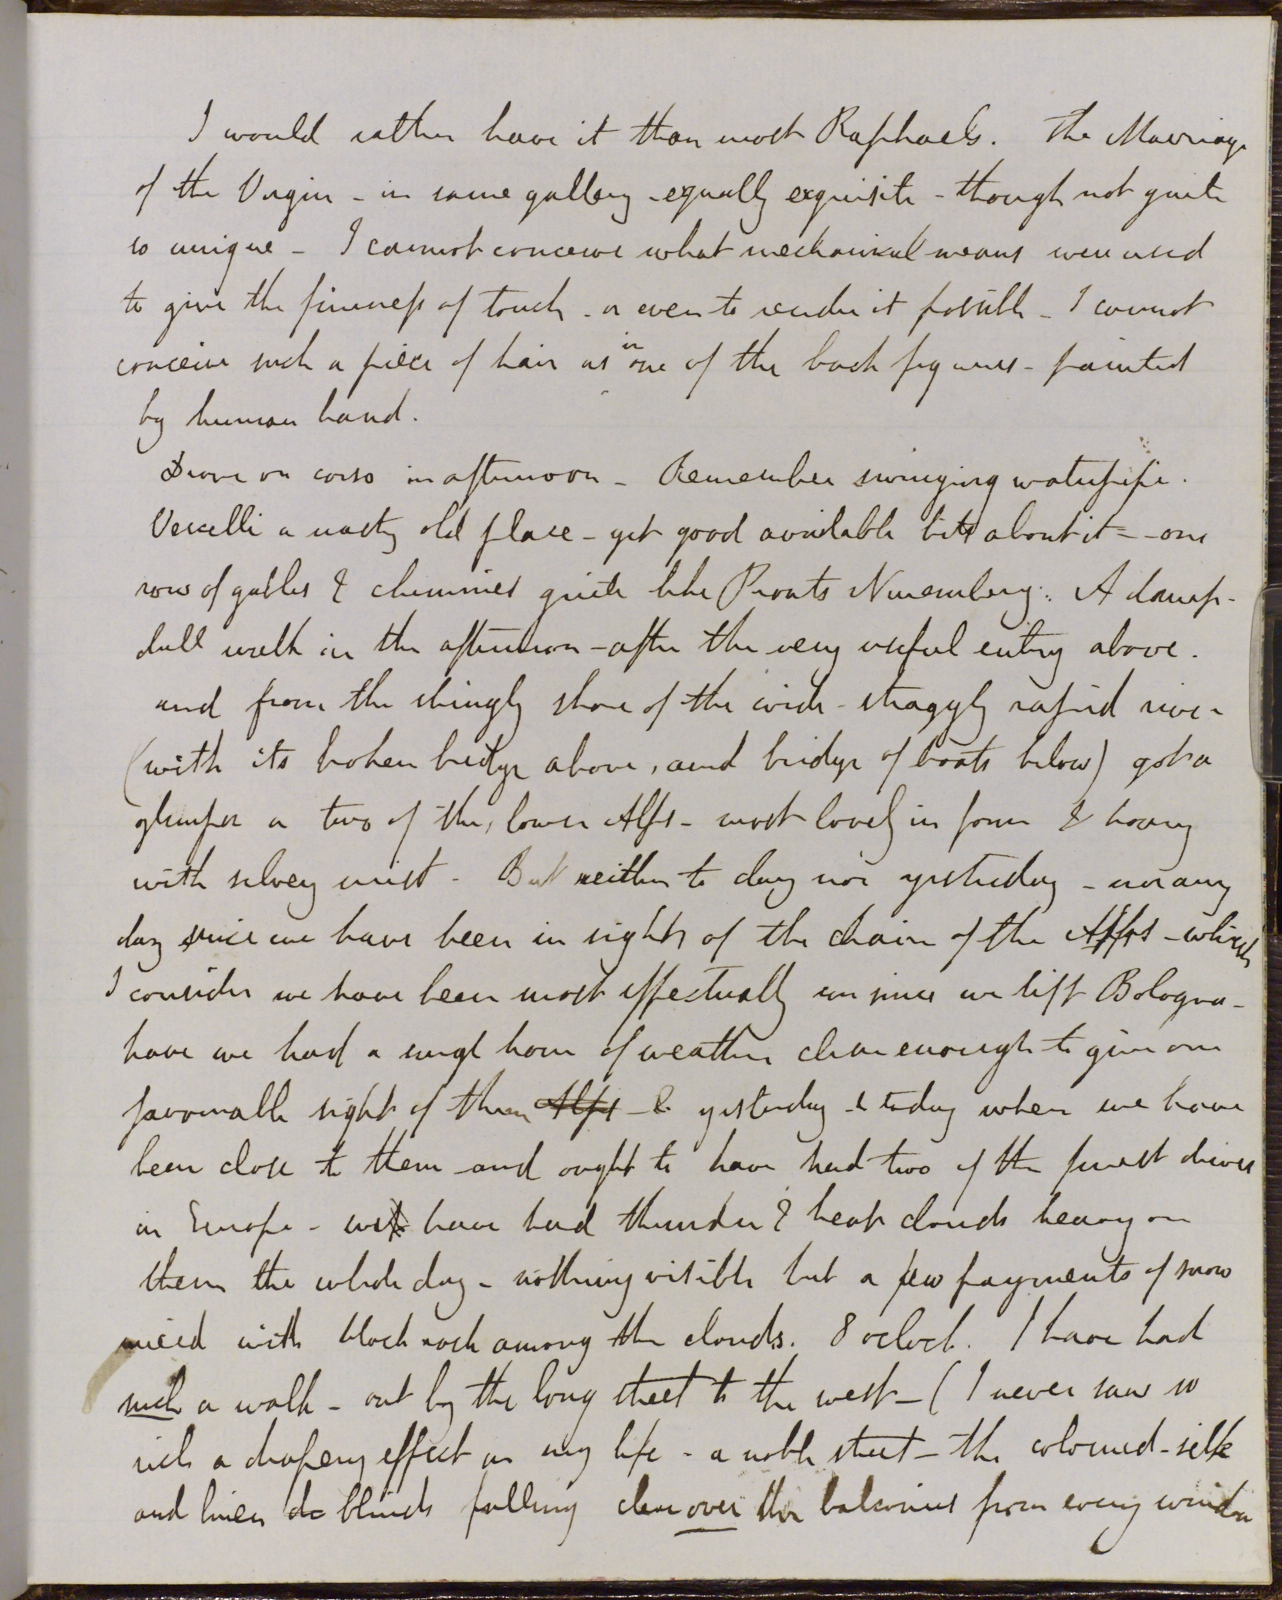 I would rather have it than most Raphaels. The Marriage
of the Virgin - in same gallery - equally exquisite - though not quite
so unique - I cannot conceive what mechanical means were used
to give the fineness of touch - or even to render it possible - I cannot
conceive such a piece of hair as in one of the back figures - painted
by human hand.
Drove on corso in afternoon - Remember swinging waterpipe.
Vercelli a nasty old place - yet good available bits about it - one
row of gables & chimnies quite like Prouts Nuremberg: A damp-
dull walk in the afternoon - after the very useful entry above.
and from the shingly shore of the wide - straggly rapid river
(with its broken bridge above, and bridge of boats below) got a
glimpse or two of the, lower Alps - most lovely in form & hoary
with silvery mist - But neither to day nor yesterday - nor any
day since we have been in sight of the chain of the Alps - which
I consider we have been most effectually ever since we left Bologna -
have we had a single hour of weather clear enough to give one
favourable sight of them Alps - & yesterday & today when we have
been close to them and ought to have had two of the finest drives
in Europe - we have had thunder & heat clouds heavy on
them the whole day - nothing visible but a few fragments of snow
mixed with black rock among the clouds. 8 oclock. I have had
such a walk - out by the long street to the west - (I never saw so
rich a drapery effect in my life - a noble street - the coloured-silk
and linen blinds falling clear over the balconies from every window